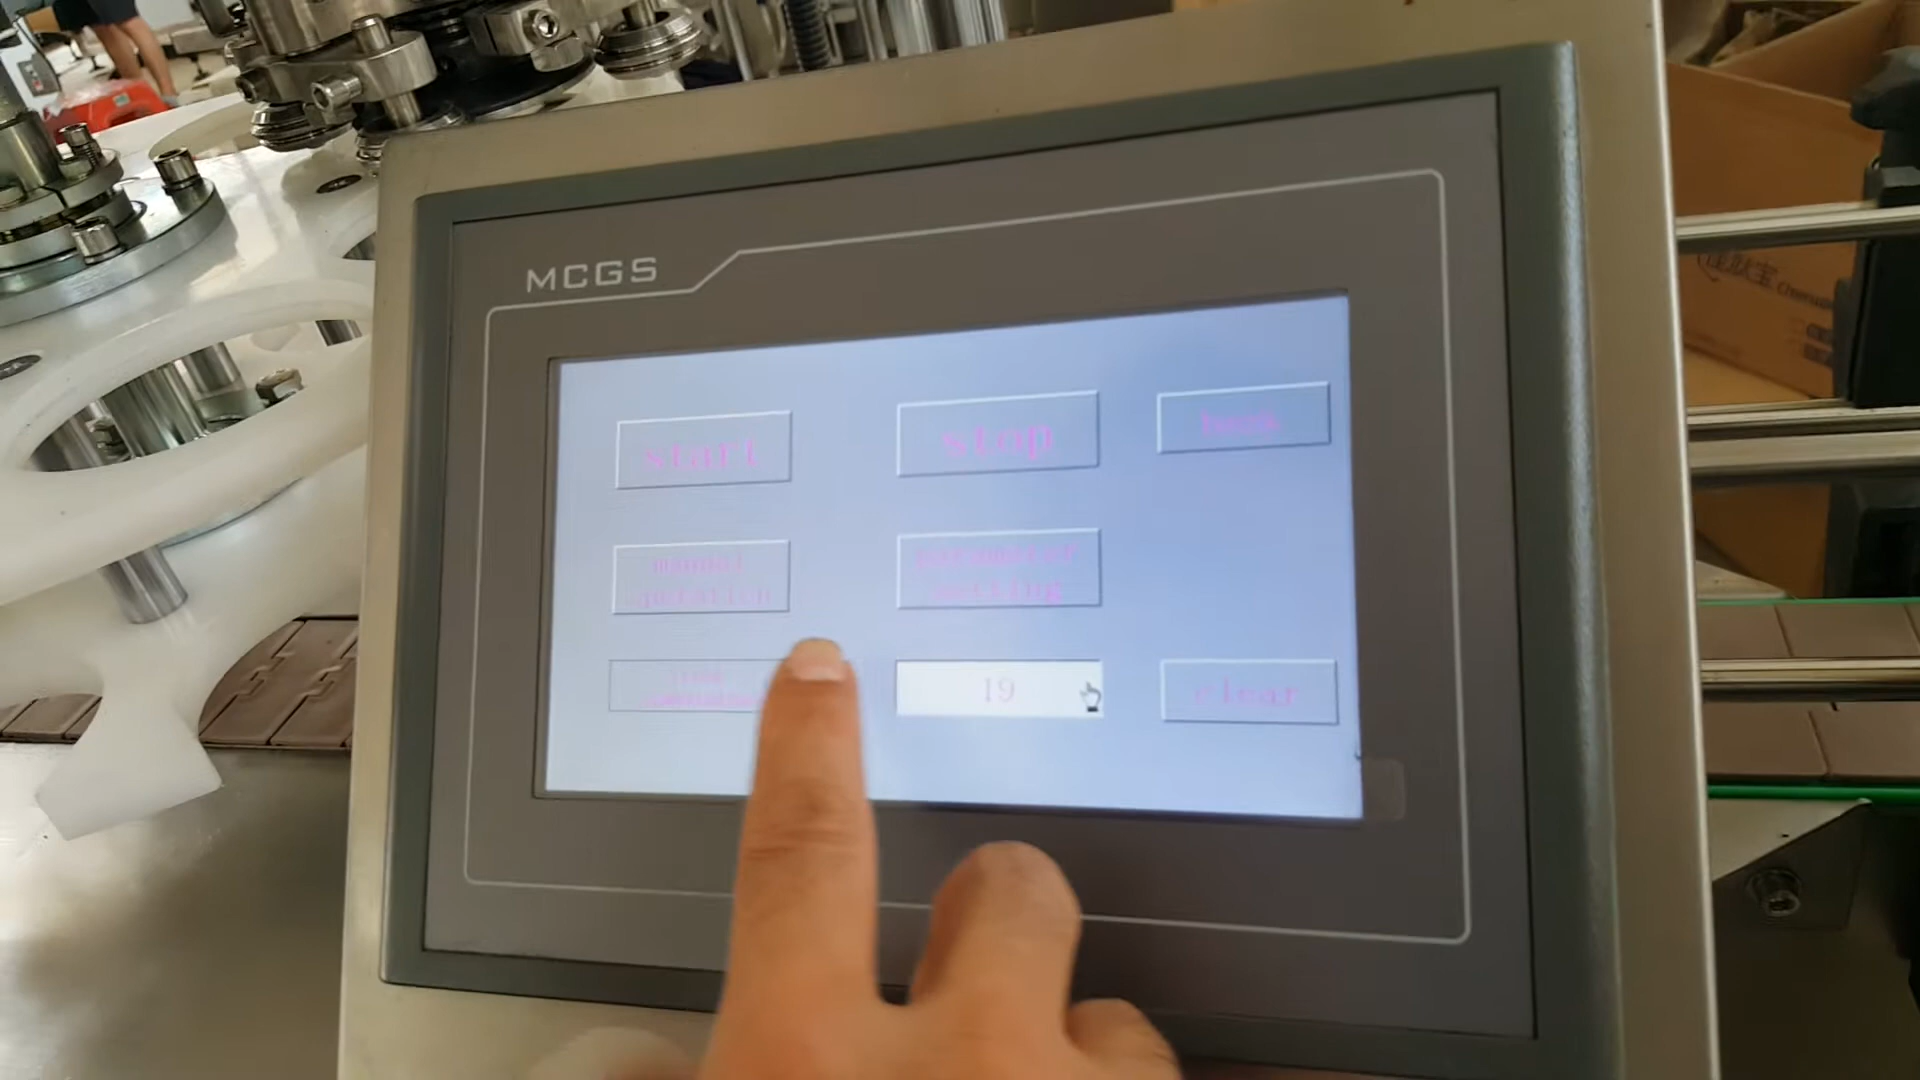 MCGS
start
stop
back
manual
operation
parameter
setting
19
clear